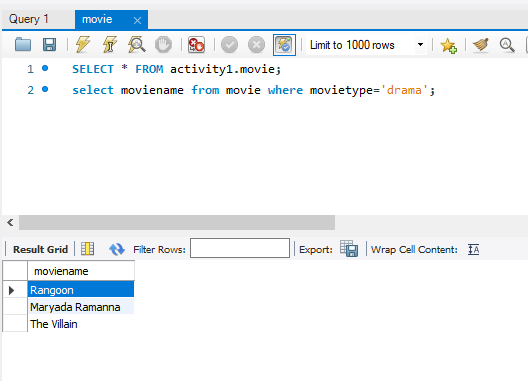 Query 1 movie
Limit to 1000 rows
1 SELECT * FROM activity1.movie;
2 select moviename from movie where movietype='drama';
Result Grid Filter Rows: Export: Wrap Cell Content:
moviename
Rangoon
Maryada Ramanna
The Villain